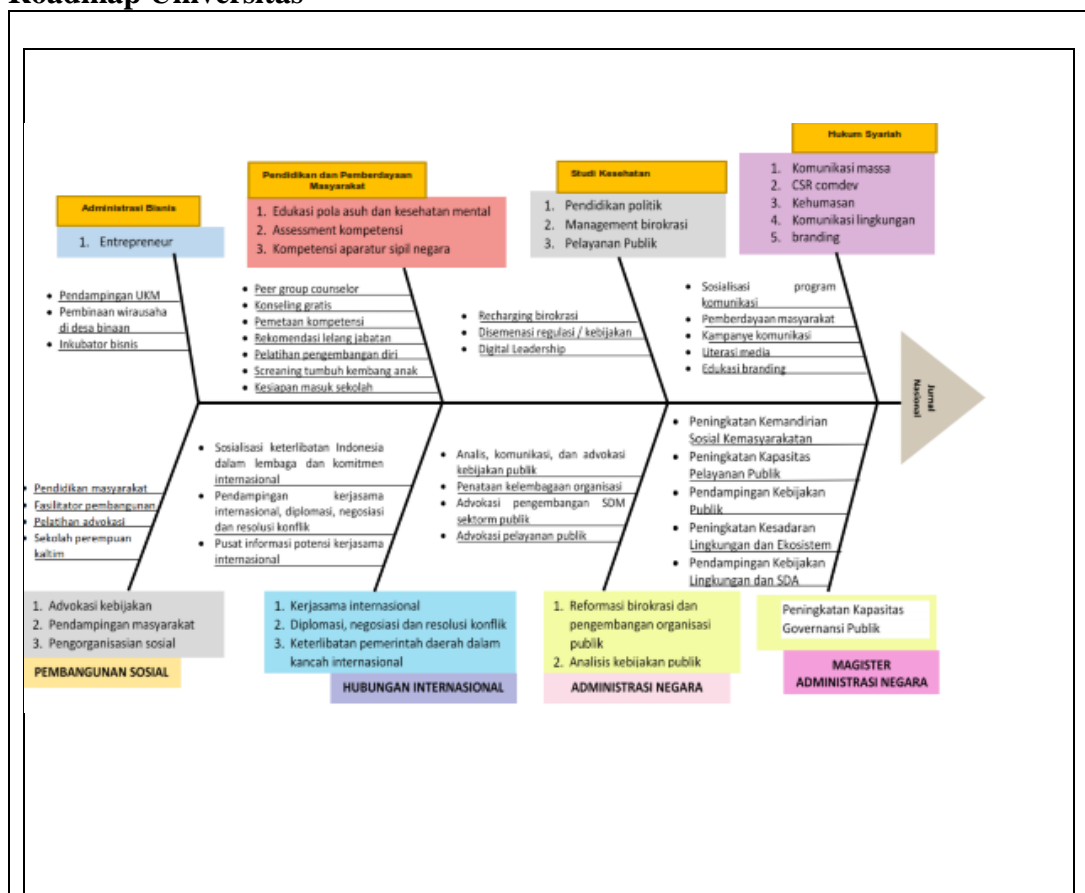 Roadmap Universitas
Hukum Syariah
1. Komunikasi massa
2. CSR comdev
3. Kehumasan
4. Komunikasi lingkungan
5. branding
Pendidikan dan Pemberdayaan
Masyarakat
1. Edukasi pola asuh dan kesehatan mental
2. Assessment kompetensi
3. Kompetensi aparatur sipil negara
Studi Kesehatan
1. Pendidikan politik
2. Management birokrasi
3. Pelayanan Publik
Administrasi Bisnis
1. Entrepreneur
• Pendampingan UKM
• Pembinaan wirausaha
di desa binaan
• Inkubator bisnis
• Peer group counselor
• Konseling gratis
• Pemetaan kompetensi
• Rekomendasi lelang jabatan
• Pelatihan pengembangan diri
• Screaning tumbuh kembang anak
• Kesiapan masuk sekolah
• Recharging birokrasi
• Disemenasi regulasi / kebijakan
• Digital Leadership
• Sosialisasi program
komunikasi
• Pemberdayaan masyarakat
• Kampanye komunikasi
• Literasi media
• Edukasi branding
Jurnal
Nasional
• Pendidikan masyarakat
• Fasilitator pembangunan
• Pelatihan advokasi
• Sekolah perempuan
kaltim
• Sosialisasi keterlibatan Indonesia
dalam lembaga dan komitmen
internasional
• Pendampingan kerjasama
internasional, diplomasi, negosiasi
dan resolusi konflik
• Pusat informasi potensi kerjasama
internasional
• Analis, komunikasi, dan advokasi
kebijakan publik
• Penataan kelembagaan organisasi
• Advokasi pengembangan SDM
sektorm publik
• Advokasi pelayanan publik
• Peningkatan Kemandirian
Sosial Kemasyarakatan
• Peningkatan Kapasitas
Pelayanan Publik
• Pendampingan Kebijakan
Publik
• Peningkatan Kesadaran
Lingkungan dan Ekosistem
• Pendampingan Kebijakan
Lingkungan dan SDA
1. Advokasi kebijakan
2. Pendampingan masyarakat
3. Pengorganisasian sosial
PEMBANGUNAN SOSIAL
1. Kerjasama internasional
2. Diplomasi, negosiasi dan resolusi konflik
3. Keterlibatan pemerintah daerah dalam
kancah internasional
HUBUNGAN INTERNASIONAL
1. Reformasi birokrasi dan
pengembangan organisasi
publik
2. Analisis kebijakan publik
ADMINISTRASI NEGARA
Peningkatan Kapasitas
Governansi Publik
MAGISTER
ADMINISTRASI NEGARA